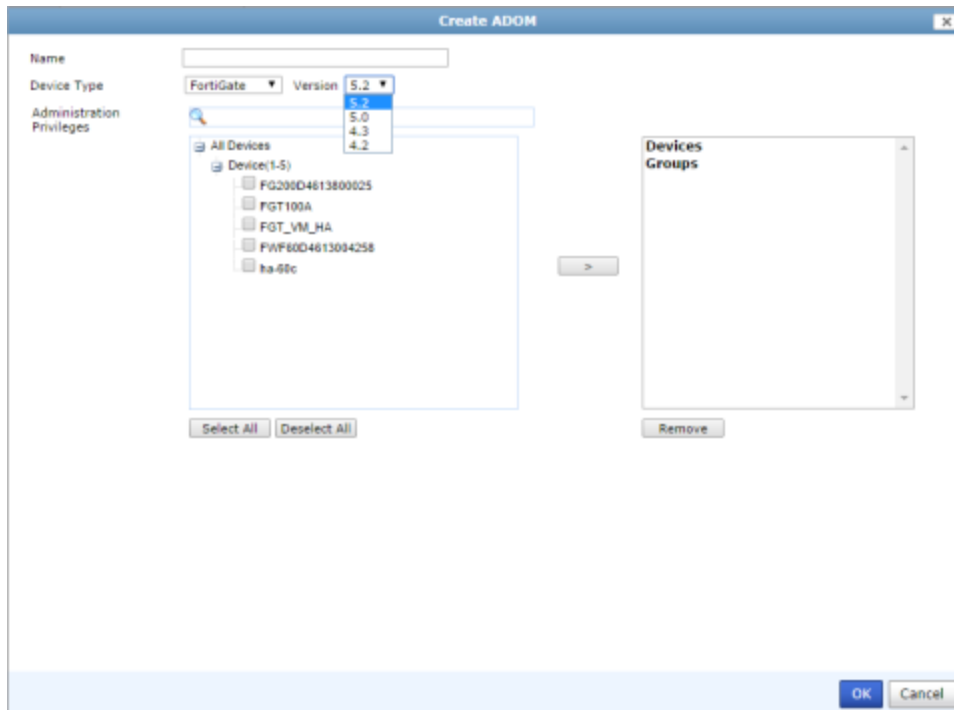 Create ADOM
Name
Device Type FortiGate Version 5.2
5.2
5.0
4.3
4.2
Administration
Privileges
All Devices
Device(1-5)
FG200D4613800025
FGT100A
FGT_VM_HA
FWF60D4613004258
ha-60c
>
Devices
Groups
Select All Deselect All
Remove
OK Cancel